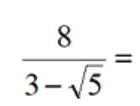 8/(3−√5) =